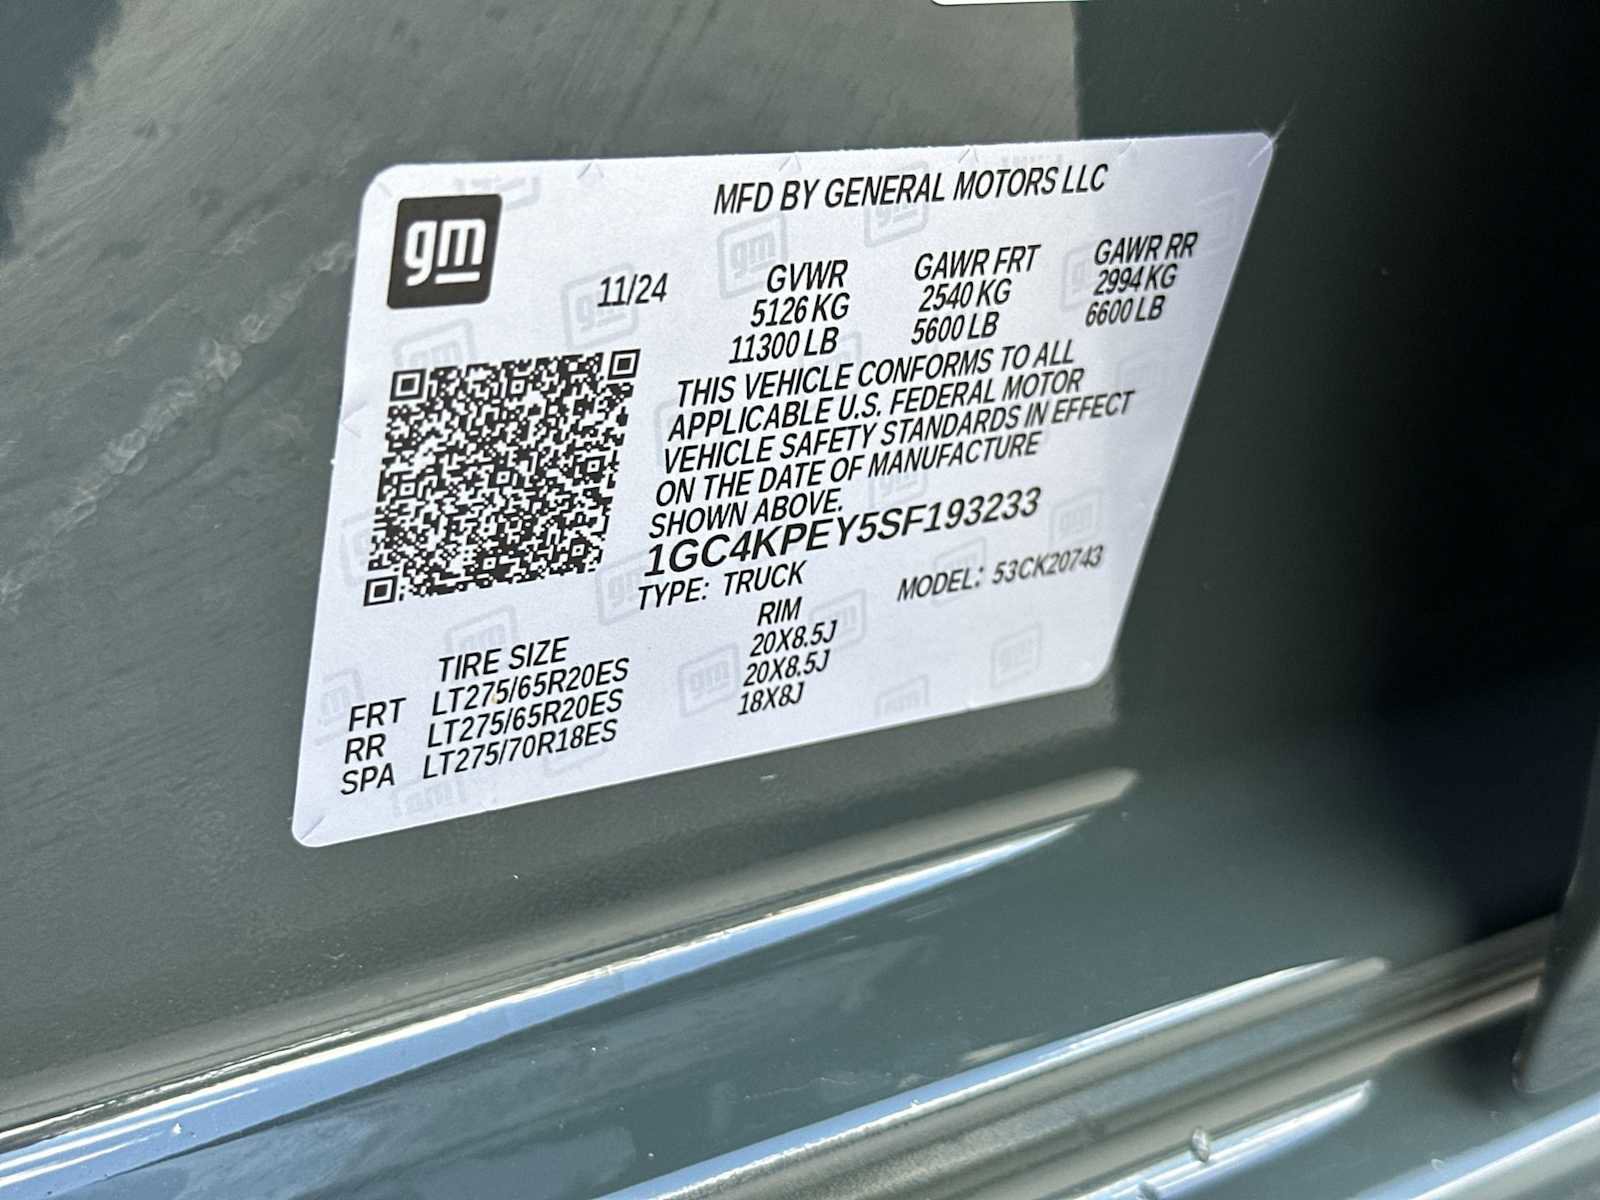 gm
MFD BY GENERAL MOTORS LLC
11/24 GVWR GAWR FRT GAWR RR
5126 KG 2540 KG 2994 KG
11300 LB 5600 LB 6600 LB
THIS VEHICLE CONFORMS TO ALL
APPLICABLE U.S. FEDERAL MOTOR
VEHICLE SAFETY STANDARDS IN EFFECT
ON THE DATE OF MANUFACTURE
SHOWN ABOVE.
1GC4KPEY5SF193233
TYPE: TRUCK MODEL: 53CK20743
TIRE SIZE RIM
FRT LT275/65R20ES 20X8.5J
RR LT275/65R20ES 20X8.5J
SPA LT275/70R18ES 18X8J